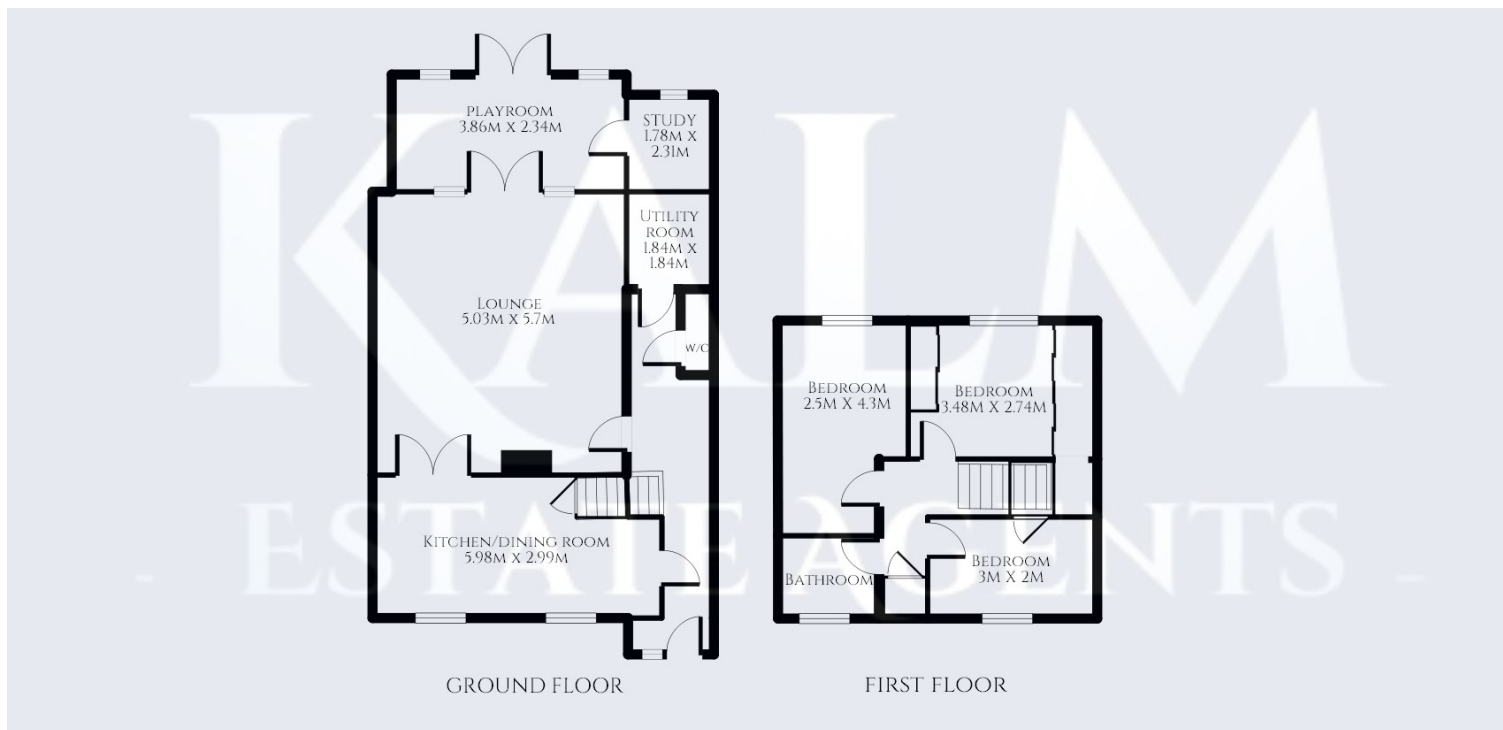 KALM
- ESTATE AGENTS -
PLAYROOM
3.86M X 2.34M
STUDY
1.78M X
2.31M
UTILITY
ROOM
1.84M X
1.84M
LOUNGE
5.03M X 5.7M
W/C
KITCHEN/DINING ROOM
5.98M X 2.99M
GROUND FLOOR
BEDROOM
2.5M X 4.3M
BEDROOM
3.48M X 2.74M
BATHROOM
BEDROOM
3M X 2M
FIRST FLOOR